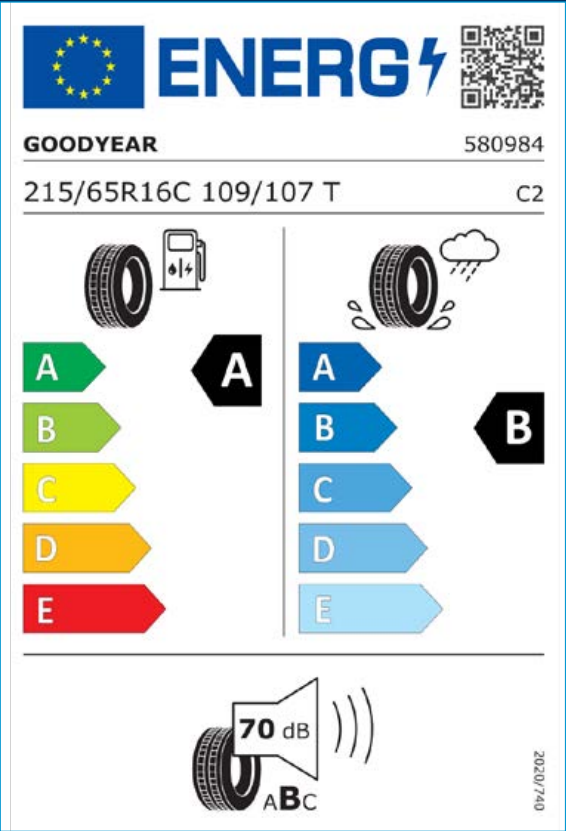 ENERG
GOODYEAR 580984
215/65R16C 109/107 T C2
A A A
B B B
C C
D D
E E
70 dB
ABC
2020/740